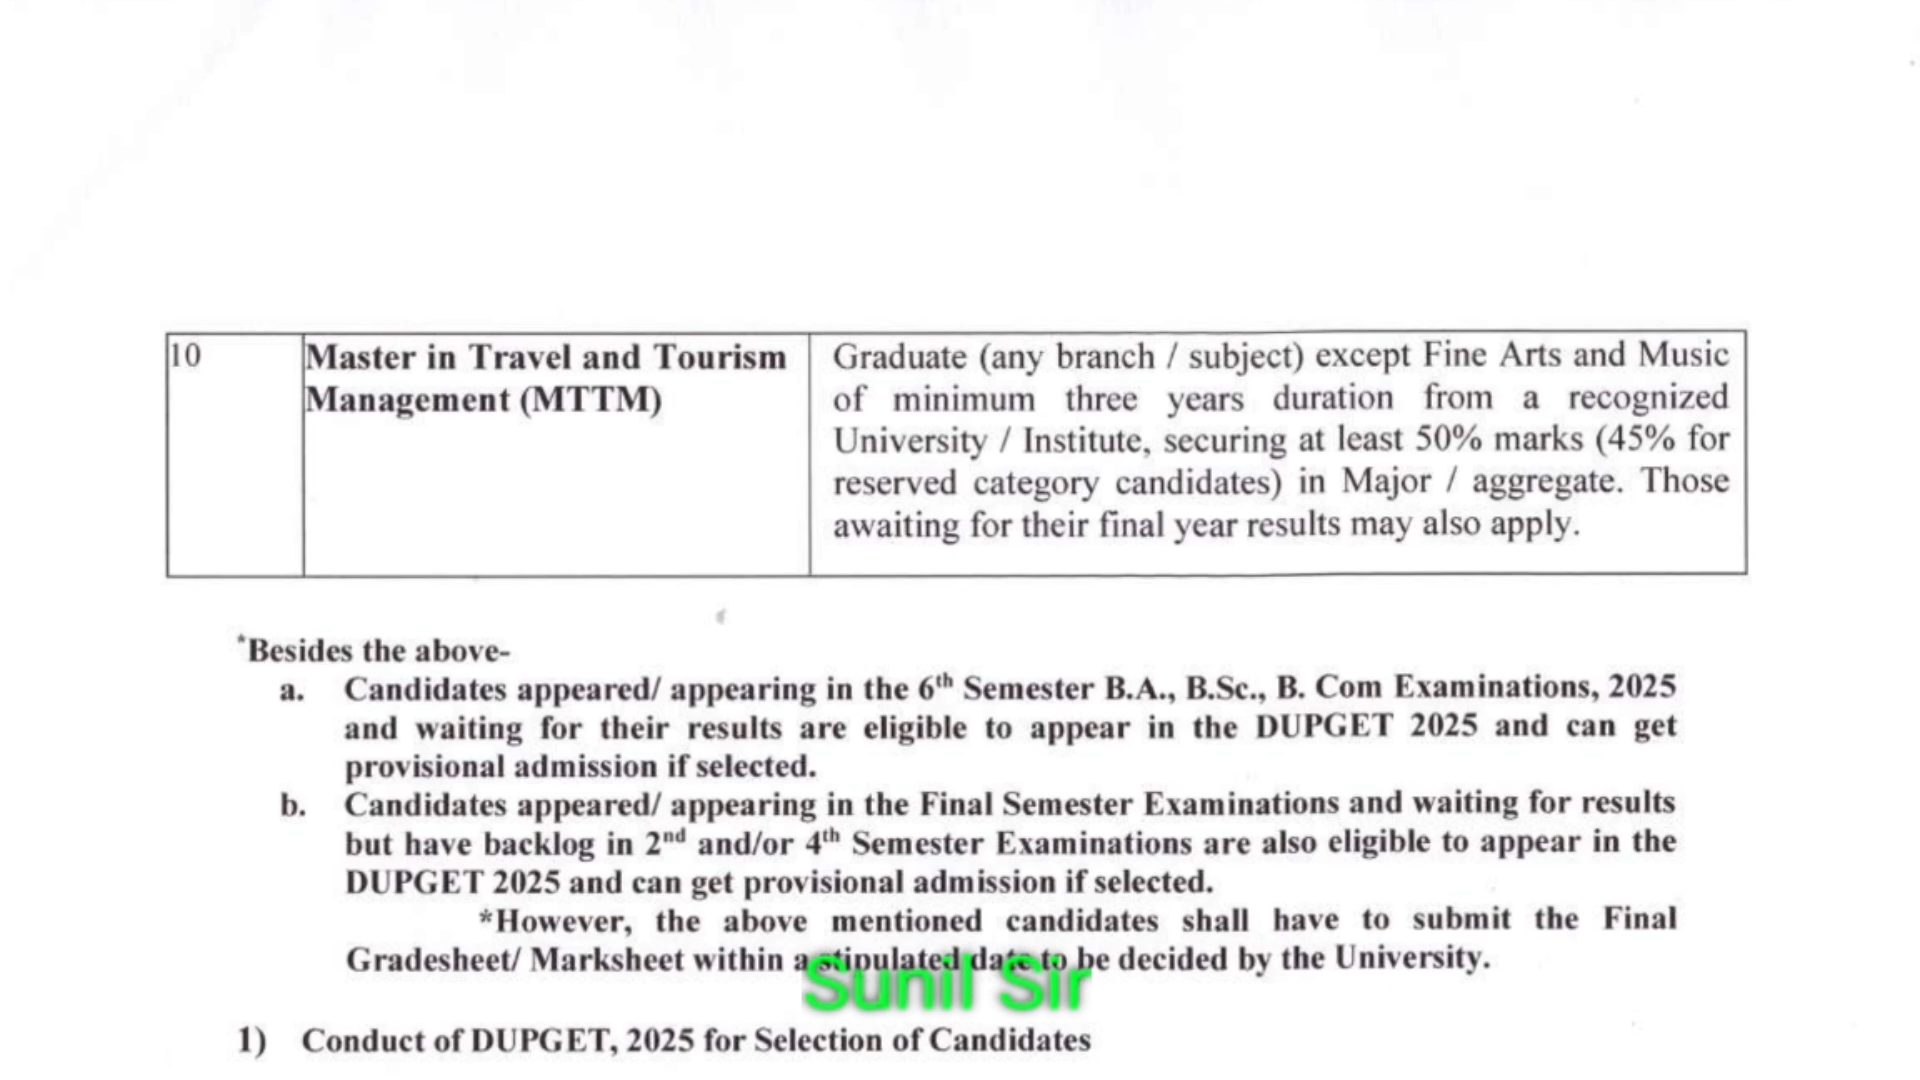 10
Master in Travel and Tourism
Management (MTTM)
Graduate (any branch / subject) except Fine Arts and Music
of minimum three years duration from a recognized
University / Institute, securing at least 50% marks (45% for
reserved category candidates) in Major / aggregate. Those
awaiting for their final year results may also apply.
*Besides the above-
a. Candidates appeared/ appearing in the 6th Semester B.A., B.Sc., B. Com Examinations, 2025
and waiting for their results are eligible to appear in the DUPGET 2025 and can get
provisional admission if selected.
b. Candidates appeared/ appearing in the Final Semester Examinations and waiting for results
but have backlog in 2nd and/or 4th Semester Examinations are also eligible to appear in the
DUPGET 2025 and can get provisional admission if selected.
*However, the above mentioned candidates shall have to submit the Final
Gradesheet/ Marksheet within a stipulated date to be decided by the University.
Sunil Sir
1) Conduct of DUPGET, 2025 for Selection of Candidates